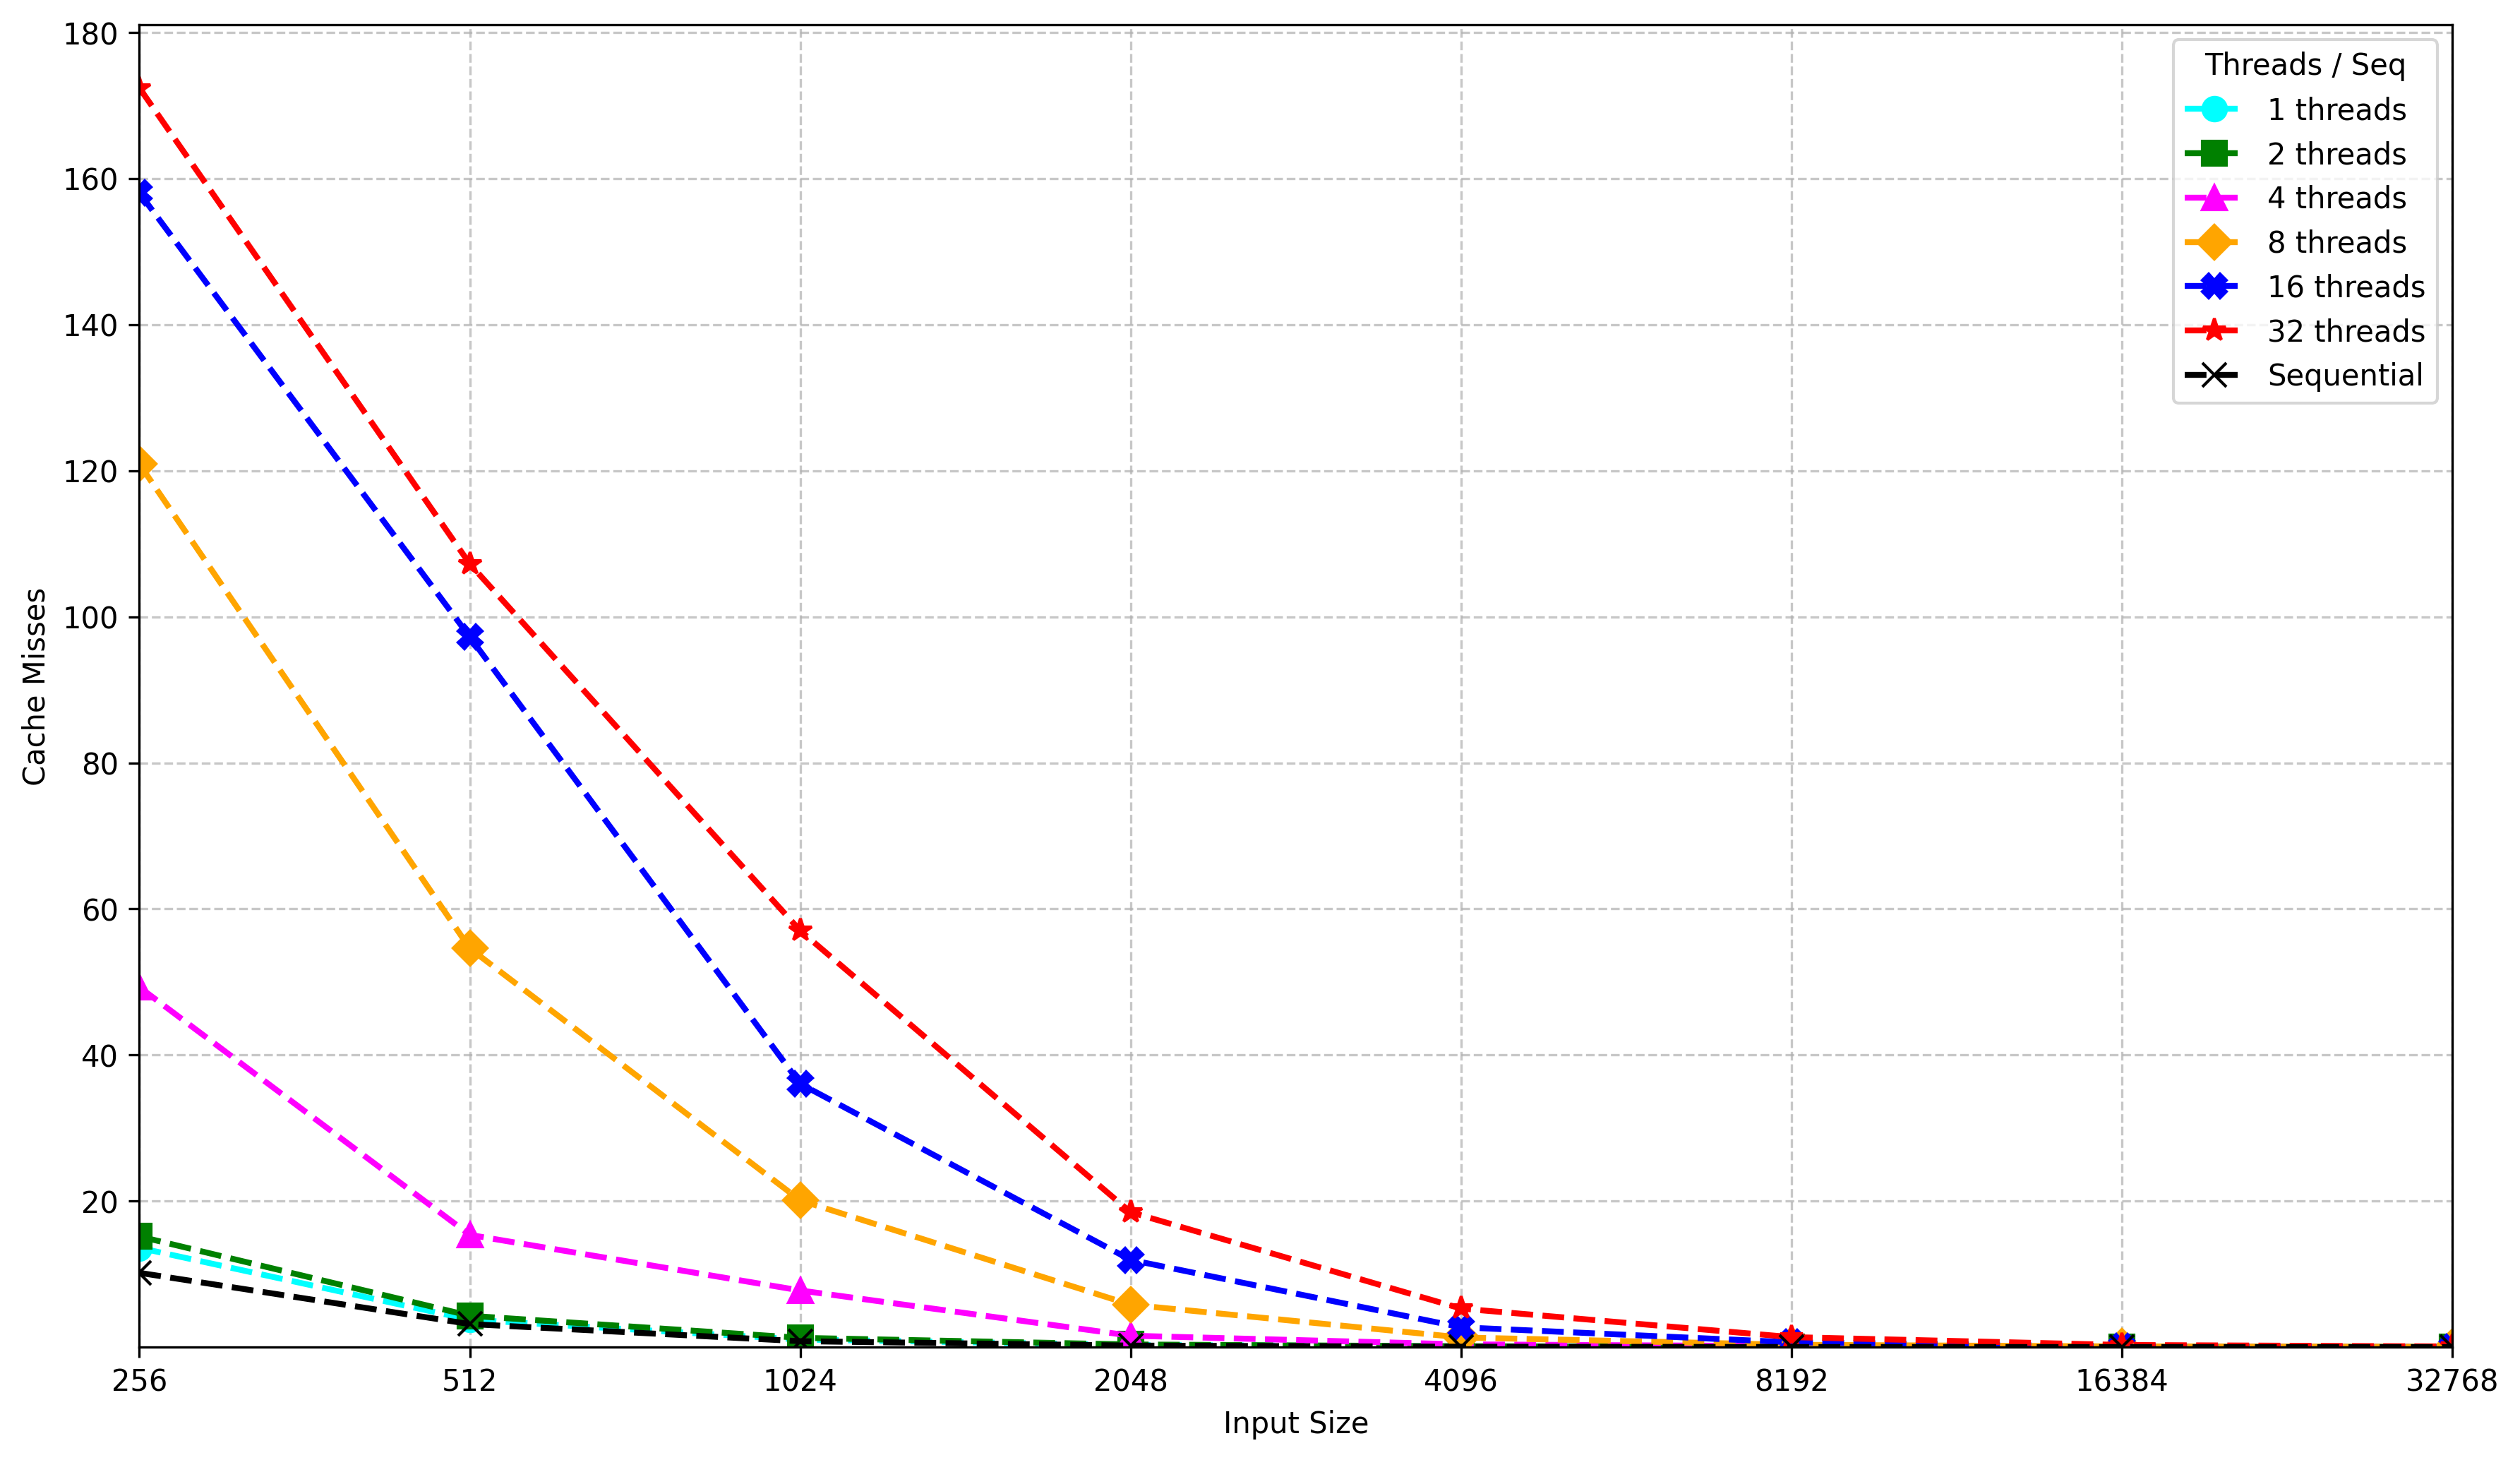 180
160
140
120
100
80
60
40
20
Cache Misses
256 512 1024 2048 4096 8192 16384 32768
Input Size
Threads / Seq
1 threads
2 threads
4 threads
8 threads
16 threads
32 threads
Sequential